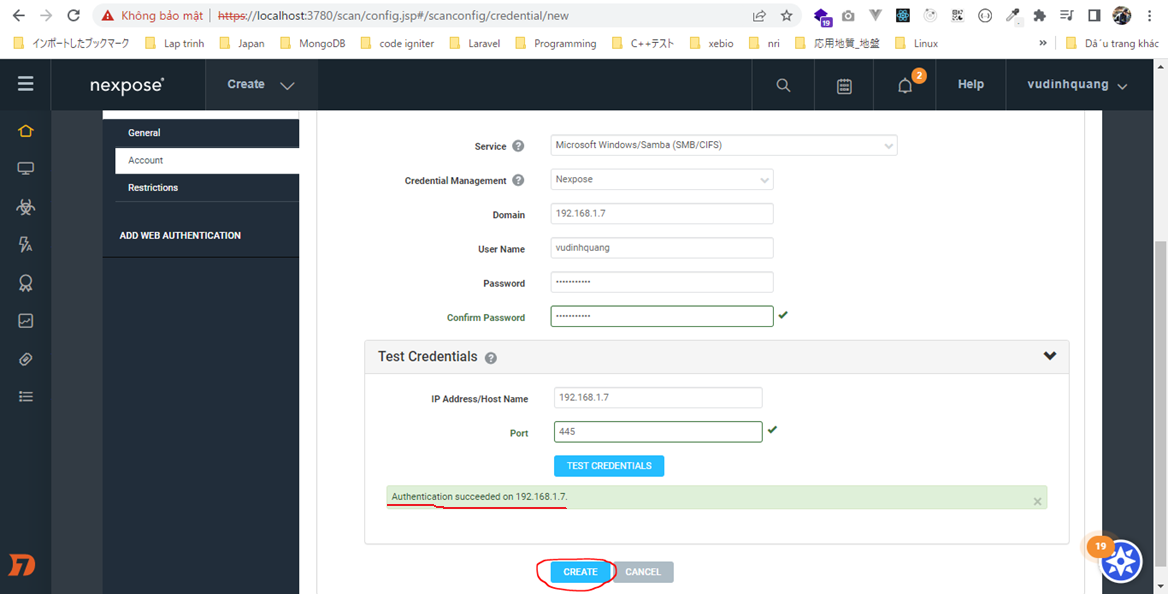 Không bảo mật | https://localhost:3780/scan/config.jsp#/scanconfig/credential/new
19
インポートしたブックマーク Lap trinh Japan MongoDB code igniter Laravel Programming C++テスト xebio nri 応用地質_地盤 Linux » Dấu trang khác
nexpose Create 2 Help vudinhquang
General
Account
Restrictions
ADD WEB AUTHENTICATION
Service ? Microsoft Windows/Samba (SMB/CIFS)
Credential Management ? Nexpose
Domain 192.168.1.7
User Name vudinhquang
Password ···········
Confirm Password ···········
Test Credentials ?
IP Address/Host Name 192.168.1.7
Port 445
TEST CREDENTIALS
Authentication succeeded on 192.168.1.7. ×
19
CREATE CANCEL